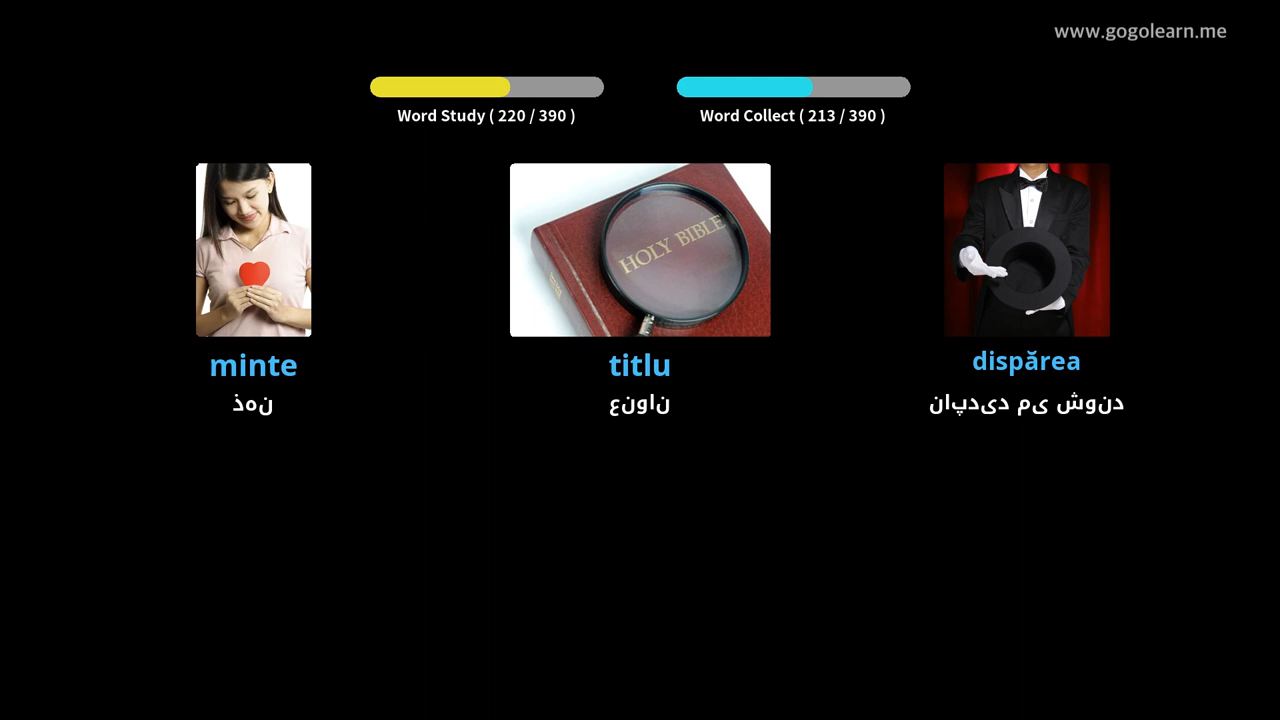 www.gogolearn.me
Word Study ( 220 / 390 )
Word Collect ( 213 / 390 )
HOLY BIBLE
minte
titlu
dispărea
ذهن
عنوان
ناپدید می شوند